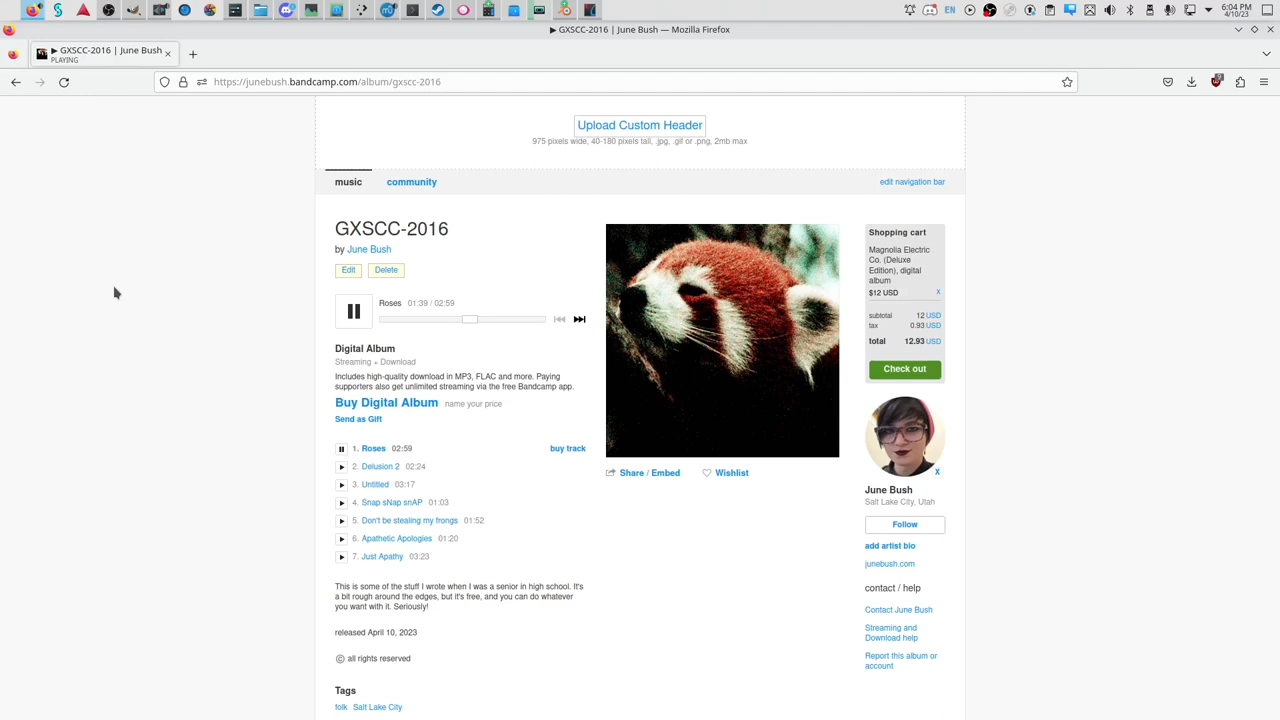 EN
06:04 PM
4/10/23
▶ GXSCC-2016 | June Bush — Mozilla Firefox
▶ GXSCC-2016 | June Bush
PLAYING
https://junebush.bandcamp.com/album/gxscc-2016
Upload Custom Header
975 pixels wide, 40-180 pixels tall, .jpg, .gif or .png, 2mb max
music community edit navigation bar
GXSCC-2016
by June Bush
Edit Delete
Roses 01:39 / 02:59
Digital Album
Streaming + Download
Includes high-quality download in MP3, FLAC and more. Paying
supporters also get unlimited streaming via the free Bandcamp app.
Buy Digital Album name your price
Send as Gift
1. Roses 02:59 buy track
2. Delusion 2 02:24
3. Untitled 03:17
4. Snap sNap snAP 01:03
5. Don't be stealing my frongs 01:52
6. Apathetic Apologies 01:20
7. Just Apathy 03:23
This is some of the stuff I wrote when I was a senior in high school. It's
a bit rough around the edges, but it's free, and you can do whatever
you want with it. Seriously!
released April 10, 2023
© all rights reserved
Tags
folk Salt Lake City
Share / Embed Wishlist
Shopping cart
Magnolia Electric
Co. (Deluxe
Edition), digital
album
$12 USD x
subtotal 12 USD
tax 0.93 USD
total 12.93 USD
Check out
X
June Bush
Salt Lake City, Utah
Follow
add artist bio
junebush.com
contact / help
Contact June Bush
Streaming and
Download help
Report this album or
account